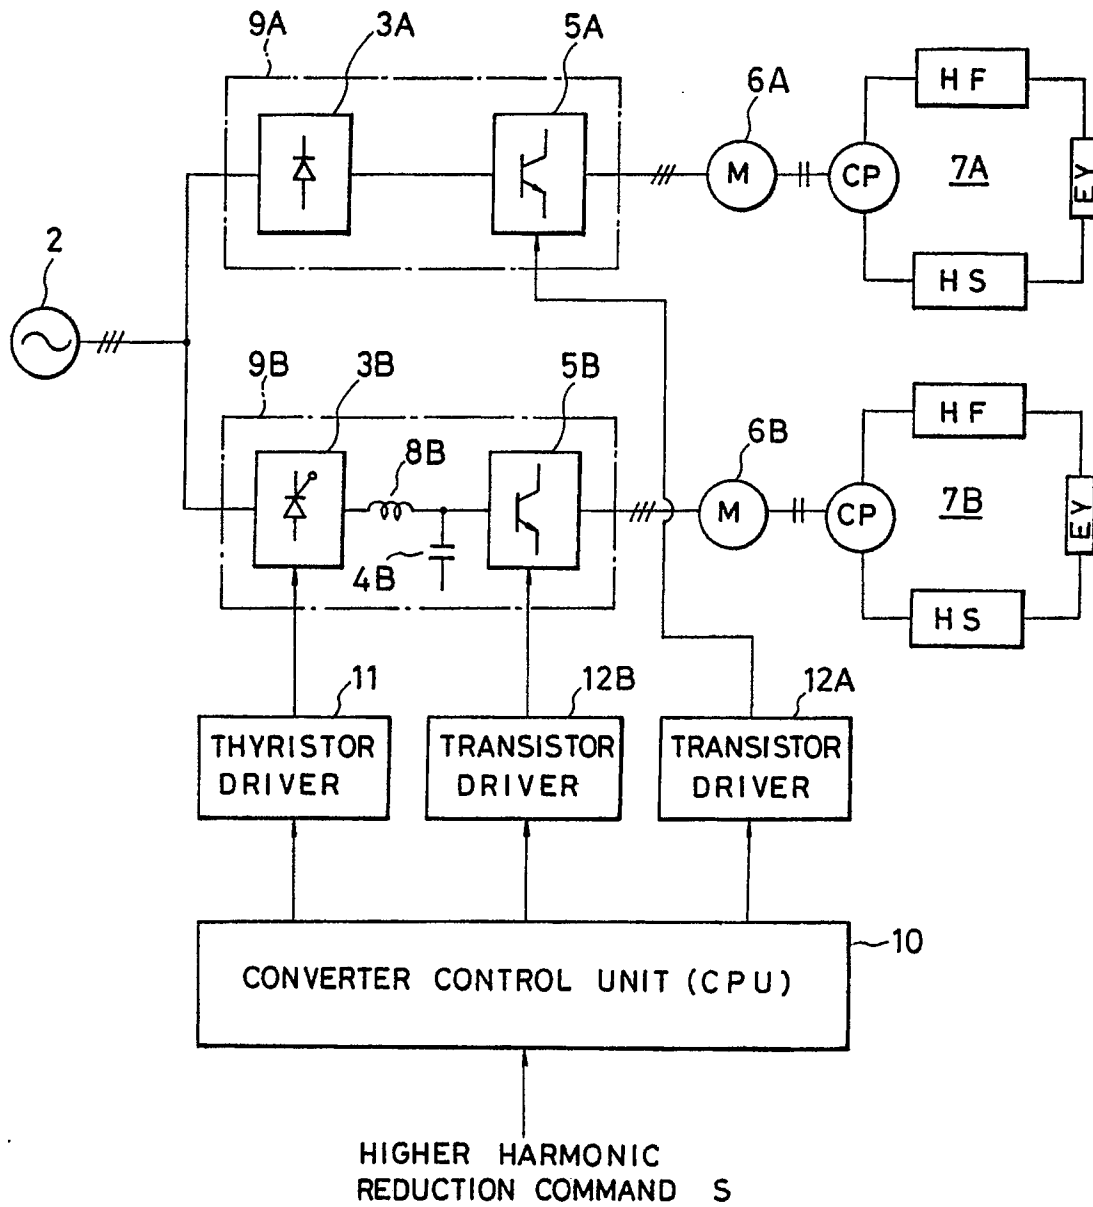 9A
3A
5A
6A
HF
M
CP
7A
EY
HS
2
9B
3B
5B
8B
4B
6B
HF
M
CP
7B
EY
HS
11
12B
12A
THYRISTOR
DRIVER
TRANSISTOR
DRIVER
TRANSISTOR
DRIVER
CONVERTER CONTROL UNIT (CPU)
10
HIGHER HARMONIC
REDUCTION COMMAND S